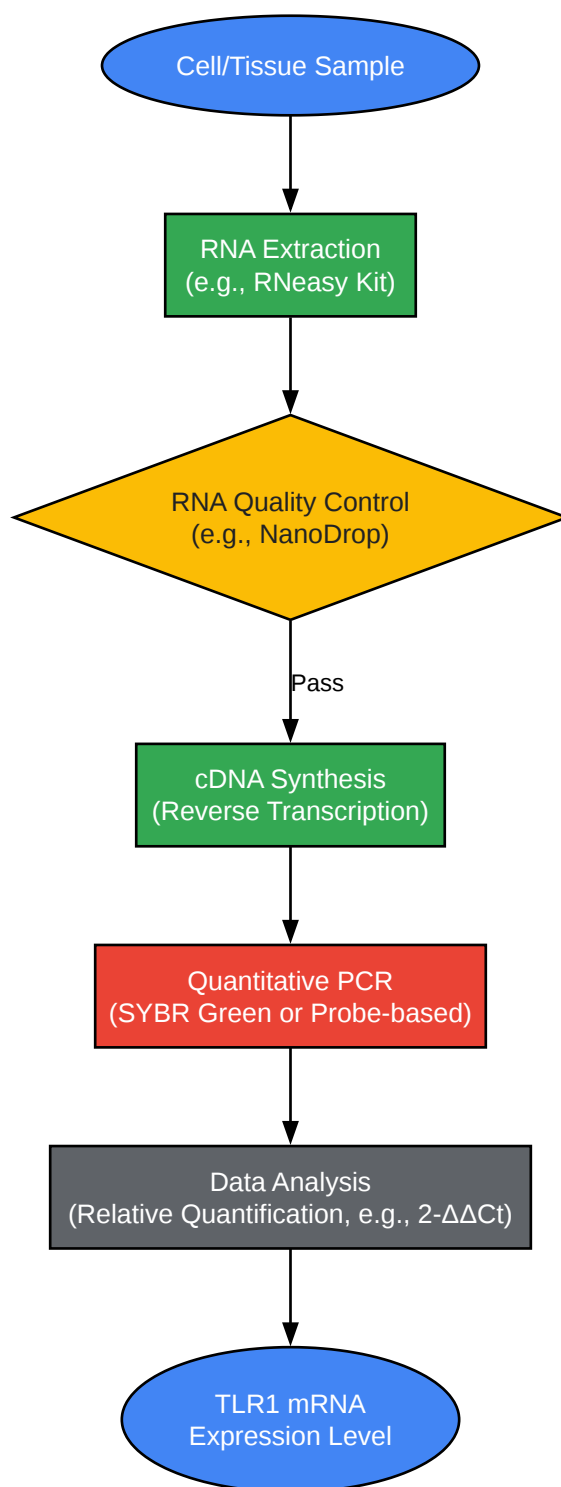 Cell/Tissue Sample
RNA Extraction
(e.g., RNeasy Kit)
RNA Quality Control
(e.g., NanoDrop)
Pass
cDNA Synthesis
(Reverse Transcription)
Quantitative PCR
(SYBR Green or Probe-based)
Data Analysis
(Relative Quantification, e.g., 2-ΔΔCt)
TLR1 mRNA
Expression Level